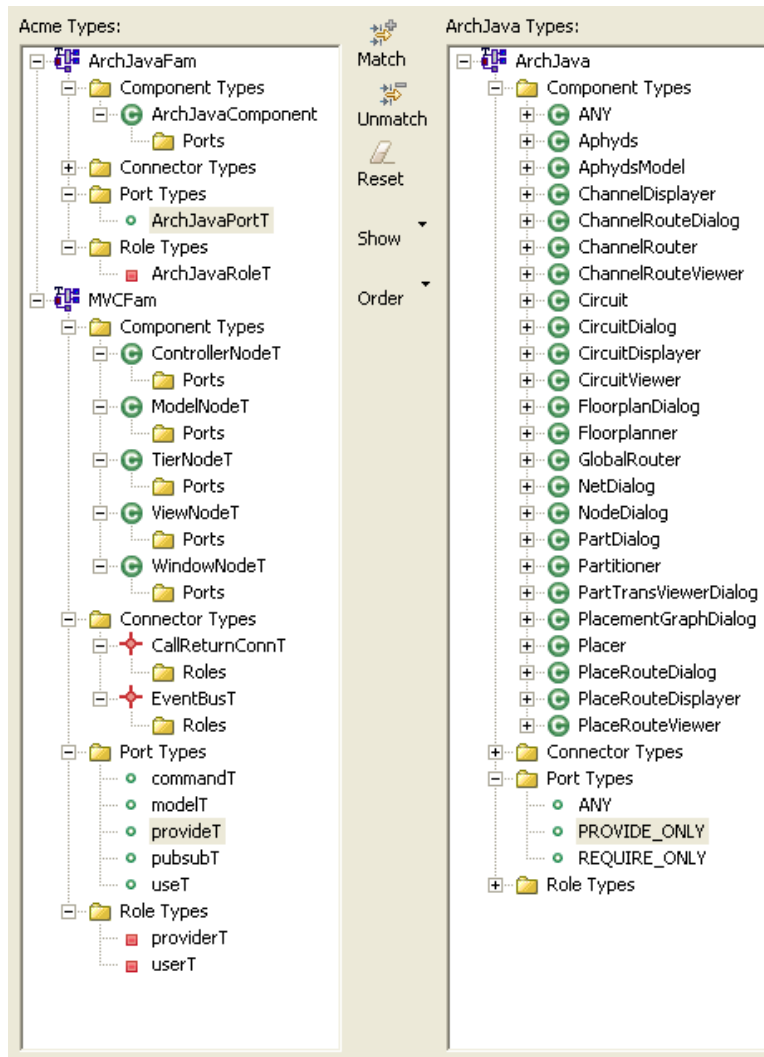 Acme Types:
ArchJavaFam
Component Types
ArchJavaComponent
Ports
Connector Types
Port Types
ArchJavaPortT
Role Types
ArchJavaRoleT
MVCFam
Component Types
ControllerNodeT
Ports
ModelNodeT
Ports
TierNodeT
Ports
ViewNodeT
Ports
WindowNodeT
Ports
Connector Types
CallReturnConnT
Roles
EventBusT
Roles
Port Types
commandT
modelT
provideT
pubsubT
useT
Role Types
providerT
userT
Match
Unmatch
Reset
Show
Order
ArchJava Types:
ArchJava
Component Types
ANY
Aphyds
AphydsModel
ChannelDisplayer
ChannelRouteDialog
ChannelRouter
ChannelRouteViewer
Circuit
CircuitDialog
CircuitDisplayer
CircuitViewer
FloorplanDialog
Floorplanner
GlobalRouter
NetDialog
NodeDialog
PartDialog
Partitioner
PartTransViewerDialog
PlacementGraphDialog
Placer
PlaceRouteDialog
PlaceRouteDisplayer
PlaceRouteViewer
Connector Types
Port Types
ANY
PROVIDE_ONLY
REQUIRE_ONLY
Role Types